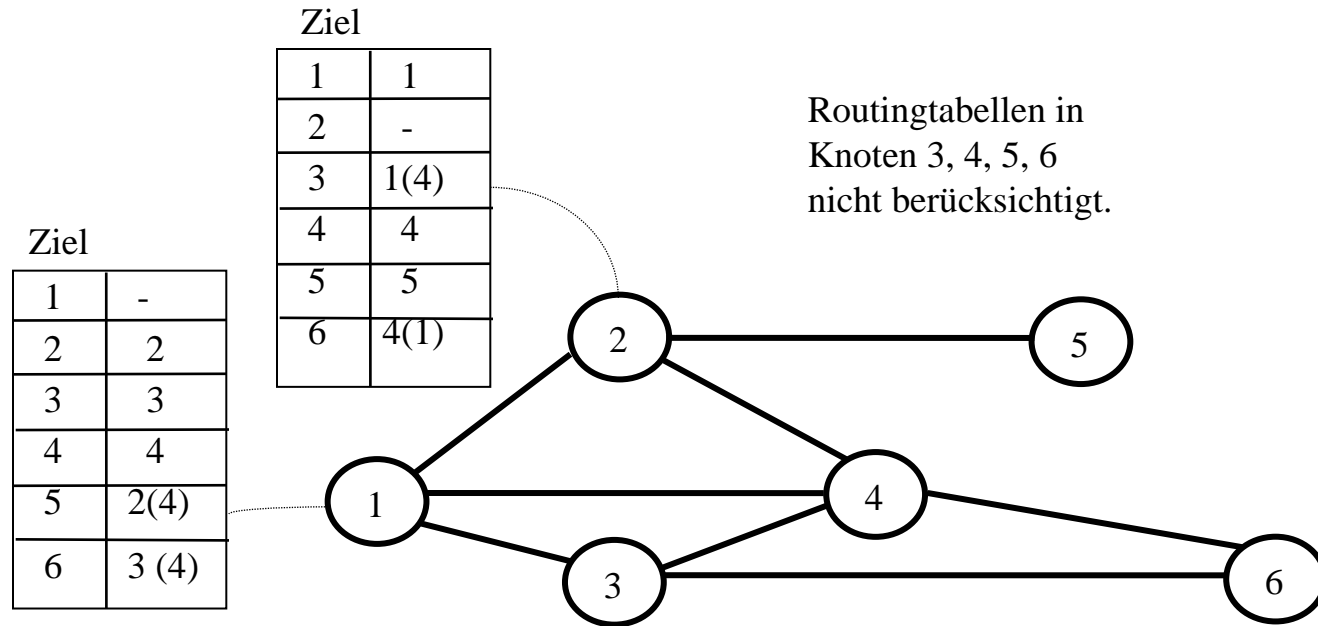 Ziel
1 1
2 -
3 1(4)
4 4
5 5
6 4(1)
Routingtabellen in
Knoten 3, 4, 5, 6
nicht berücksichtigt.
Ziel
1 -
2 2
3 3
4 4
5 2(4)
6 3 (4)
2
5
1
4
3
6